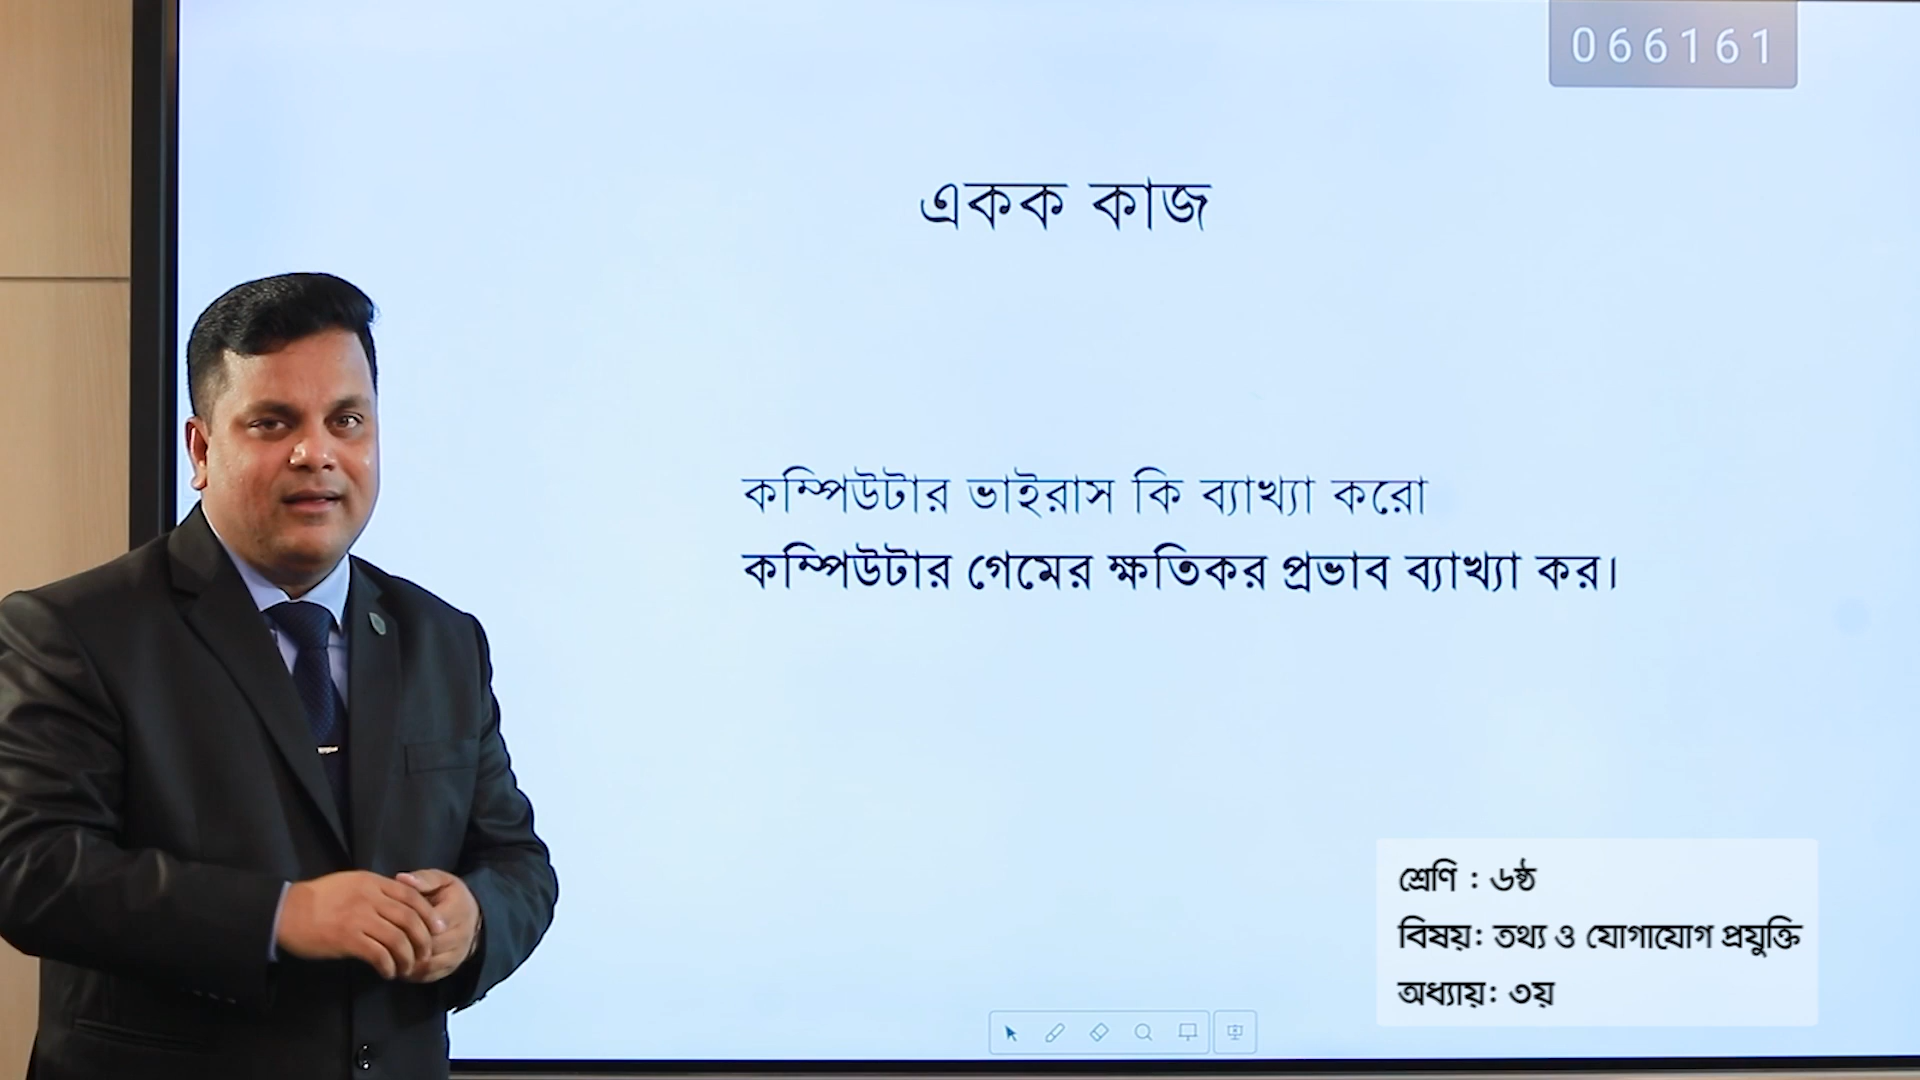 066161
একক কাজ
কম্পিউটার ভাইরাস কি ব্যাখ্যা করো
কম্পিউটার গেমের ক্ষতিকর প্রভাব ব্যাখ্যা কর।
শ্রেণি : ৬ষ্ঠ
বিষয়: তথ্য ও যোগাযোগ প্রযুক্তি
অধ্যায়: ৩য়